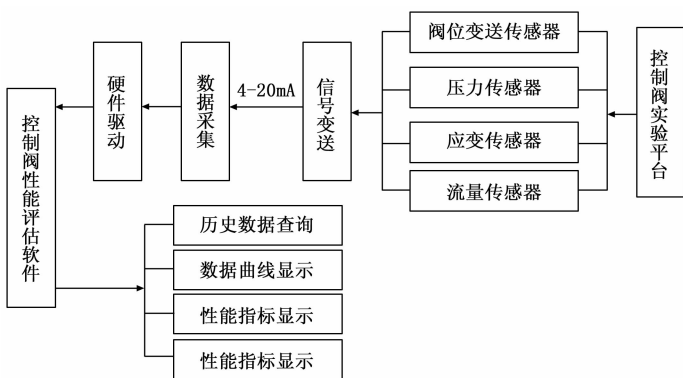 阀位变送传感器
压力传感器
应变传感器
流量传感器
控制阀实验平台
信号变送
4-20mA
数据采集
硬件驱动
控制阀性能评估软件
历史数据查询
数据曲线显示
性能指标显示
性能指标显示